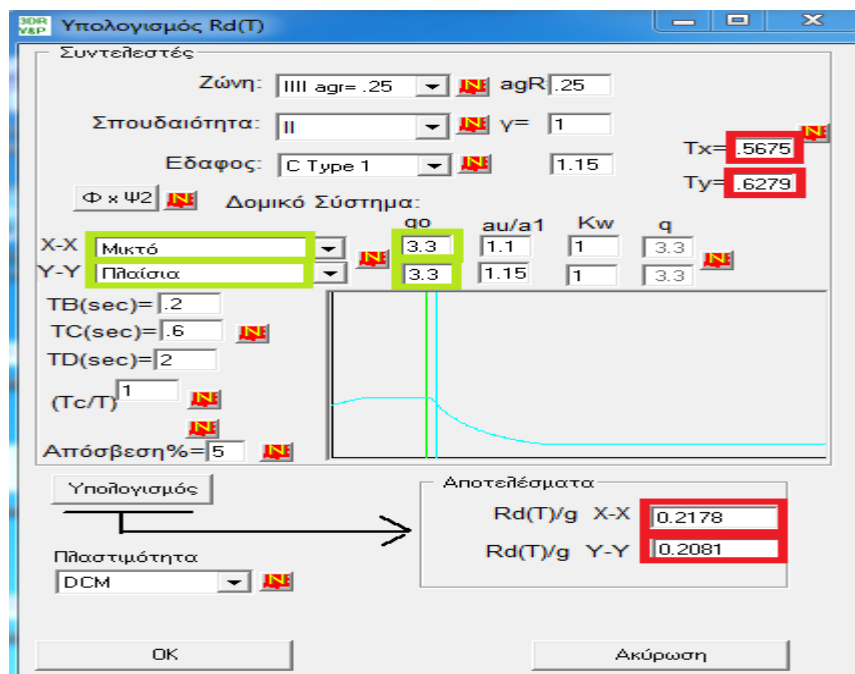 3DR V&P Υπολογισμός Rd(T)
Συντελεστές
Ζώνη: IIII agr= .25 agR .25
Σπουδαιότητα: II γ= 1
Εδαφος: C Type 1 1.15
Tx= .5675
Ty= .6279
Φ x Ψ2 Δομικό Σύστημα:
qo au/a1 Kw q
X-X Μικτό 3.3 1.1 1 3.3
Y-Y Πλαίσια 3.3 1.15 1 3.3
TB(sec)= .2
TC(sec)= .6
TD(sec)= 2
(Tc/T) 1
Απόσβεση%= 5
Υπολογισμός
Αποτελέσματα
Rd(T)/g X-X 0.2178
Rd(T)/g Y-Y 0.2081
Πλαστιμότητα
DCM
OK Ακύρωση